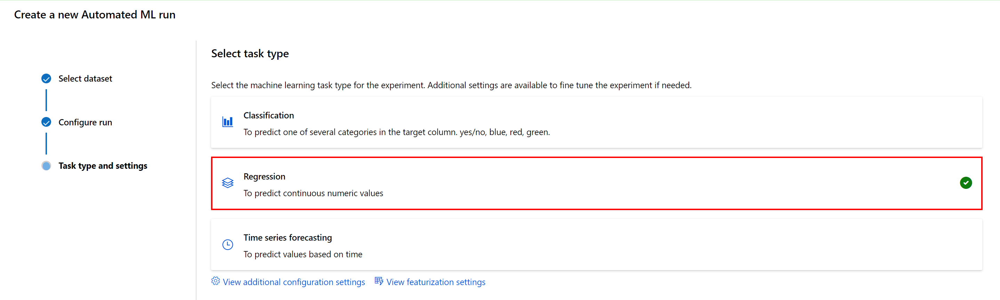 Create a new Automated ML run
Select dataset
Configure run
Task type and settings
Select task type
Select the machine learning task type for the experiment. Additional settings are available to fine tune the experiment if needed.
Classification
To predict one of several categories in the target column. yes/no, blue, red, green.
Regression
To predict continuous numeric values
Time series forecasting
To predict values based on time
View additional configuration settings View featurization settings